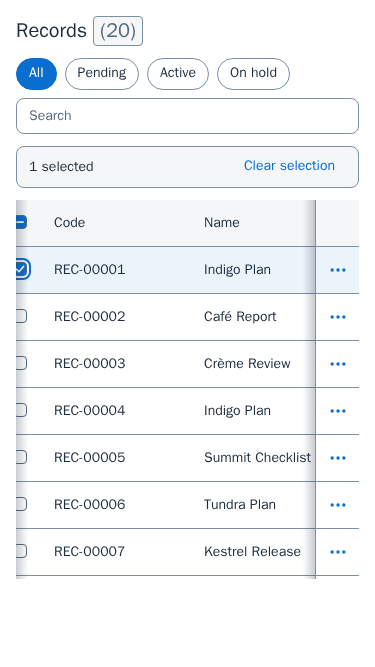 Records (20)
All Pending Active On hold
Search
1 selected Clear selection
Code Name
REC-00001 Indigo Plan
REC-00002 Café Report
REC-00003 Crème Review
REC-00004 Indigo Plan
REC-00005 Summit Checklist
REC-00006 Tundra Plan
REC-00007 Kestrel Release